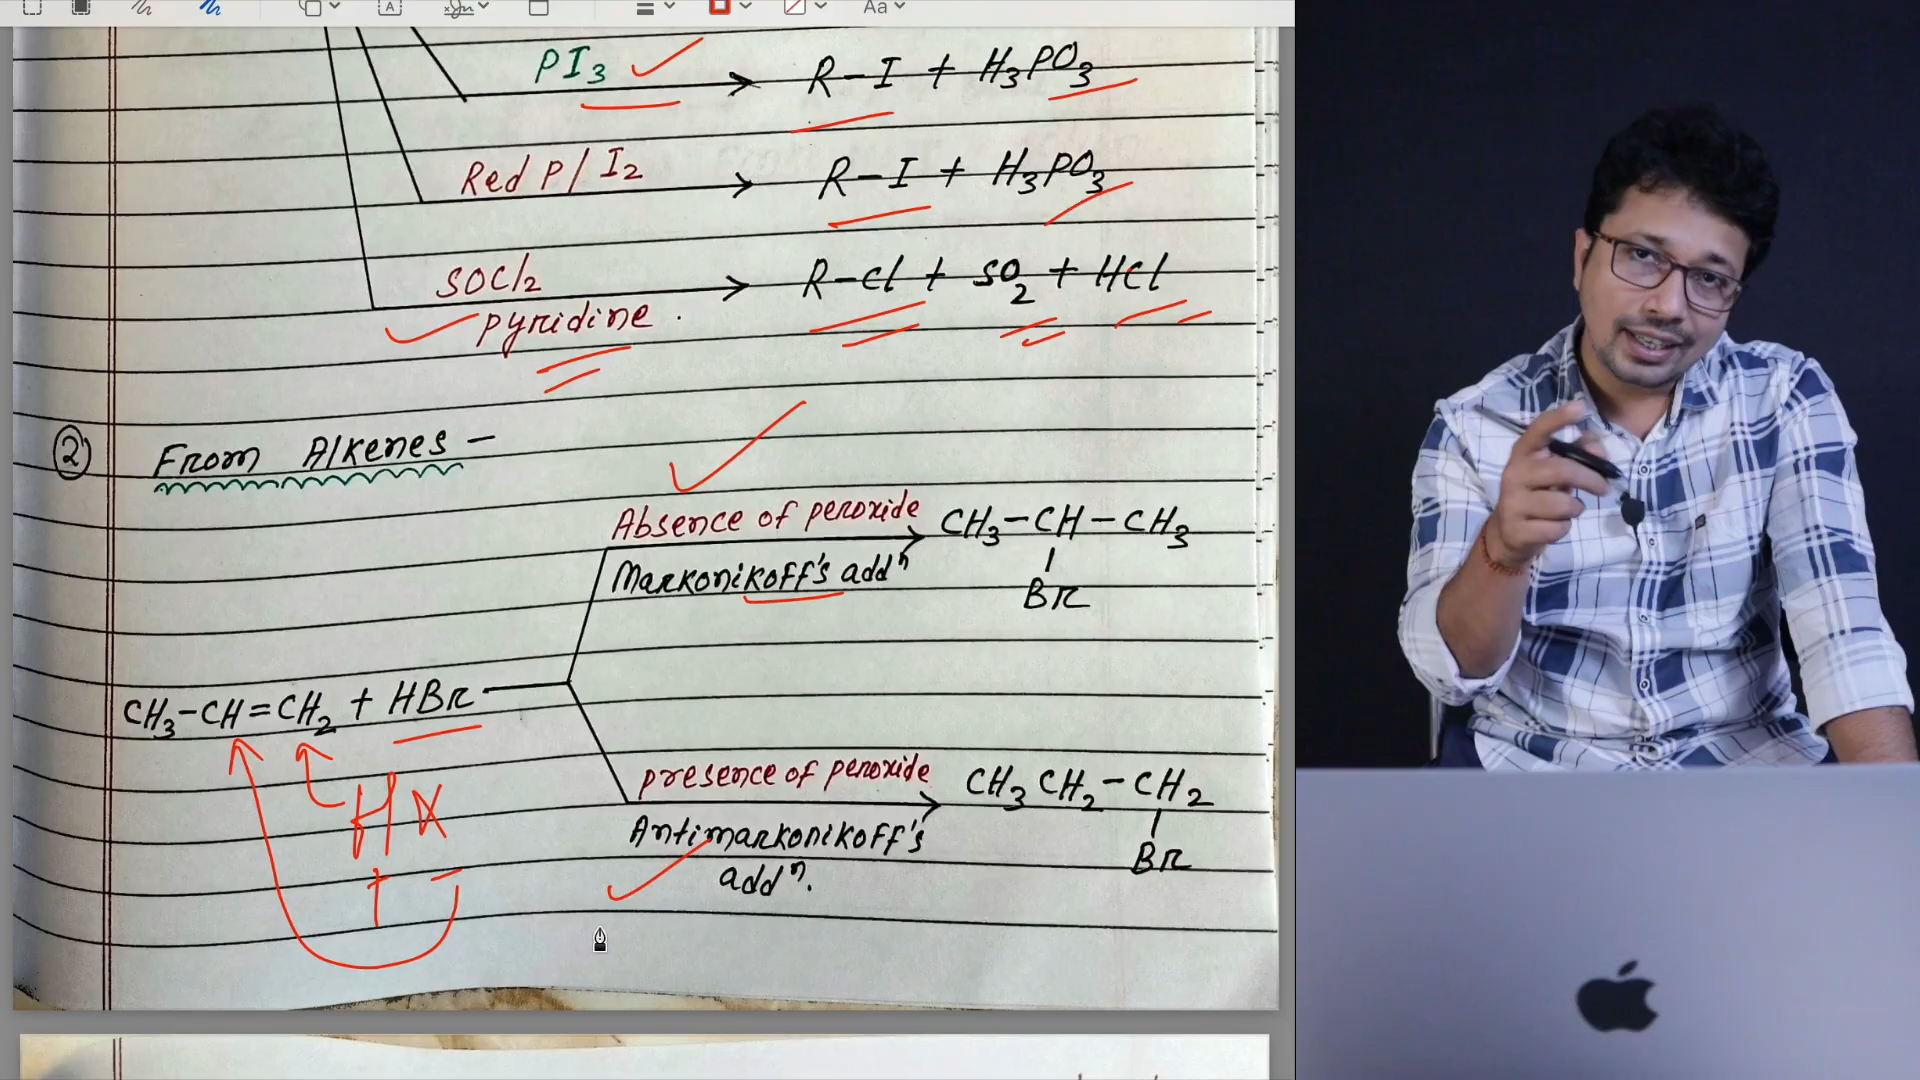 Aa
PI3 → R-I + H3PO3
Red P/I2 → R-I + H3PO3
SOCl2 → R-Cl + SO2 + HCl
pyridine.
② From Alkenes -
Absence of peroxide → CH3-CH-CH3
Markonikoff's addn
Br
CH3-CH=CH2 + HBr
HX
+ -
presence of peroxide → CH3CH2-CH2
Antimarkonikoff's
Br
addn.